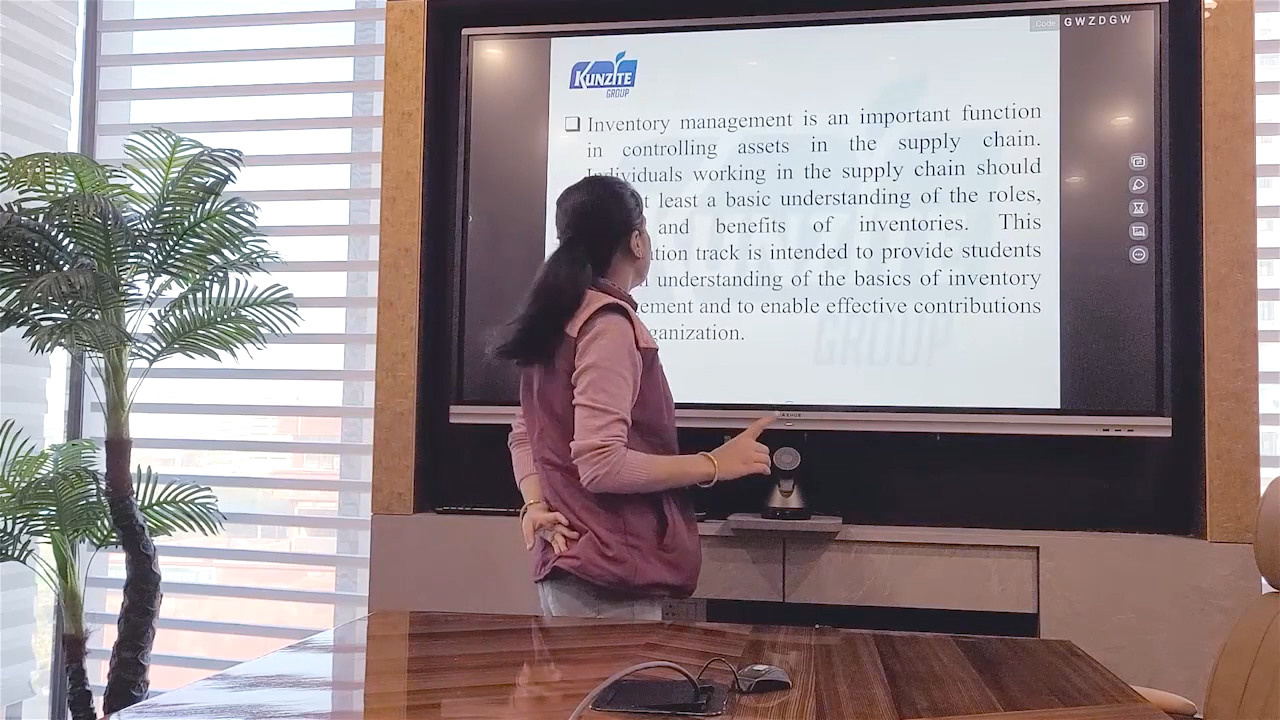 Code GWZDGW
KUNZITE
GROUP
❑ Inventory management is an important function
in controlling assets in the supply chain.
Individuals working in the supply chain should
least a basic understanding of the roles,
and benefits of inventories. This
track is intended to provide students
understanding of the basics of inventory
and to enable effective contributions
GROUP